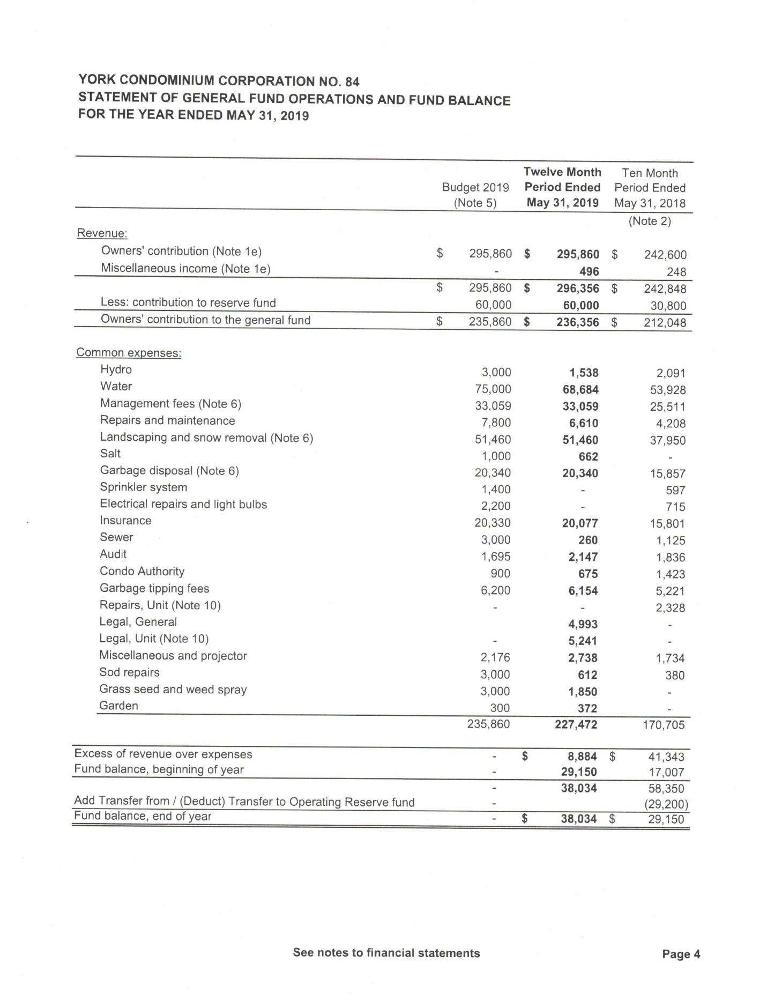 YORK CONDOMINIUM CORPORATION NO. 84
STATEMENT OF GENERAL FUND OPERATIONS AND FUND BALANCE
FOR THE YEAR ENDED MAY 31, 2019
Twelve Month Ten Month
Budget 2019 Period Ended Period Ended
(Note 5) May 31, 2019 May 31, 2018
(Note 2)
Revenue:
Owners' contribution (Note 1e) $ 295,860 $ 295,860 $ 242,600
Miscellaneous income (Note 1e) - 496 248
$ 295,860 $ 296,356 $ 242,848
Less: contribution to reserve fund 60,000 60,000 30,800
Owners' contribution to the general fund $ 235,860 $ 236,356 $ 212,048
Common expenses:
Hydro 3,000 1,538 2,091
Water 75,000 68,684 53,928
Management fees (Note 6) 33,059 33,059 25,511
Repairs and maintenance 7,800 6,610 4,208
Landscaping and snow removal (Note 6) 51,460 51,460 37,950
Salt 1,000 662 -
Garbage disposal (Note 6) 20,340 20,340 15,857
Sprinkler system 1,400 - 597
Electrical repairs and light bulbs 2,200 - 715
Insurance 20,330 20,077 15,801
Sewer 3,000 260 1,125
Audit 1,695 2,147 1,836
Condo Authority 900 675 1,423
Garbage tipping fees 6,200 6,154 5,221
Repairs, Unit (Note 10) - - 2,328
Legal, General 4,993 -
Legal, Unit (Note 10) - 5,241 -
Miscellaneous and projector 2,176 2,738 1,734
Sod repairs 3,000 612 380
Grass seed and weed spray 3,000 1,850 -
Garden 300 372 -
235,860 227,472 170,705
Excess of revenue over expenses - $ 8,884 $ 41,343
Fund balance, beginning of year - 29,150 17,007
- 38,034 58,350
Add Transfer from / (Deduct) Transfer to Operating Reserve fund - (29,200)
Fund balance, end of year - $ 38,034 $ 29,150
See notes to financial statements Page 4